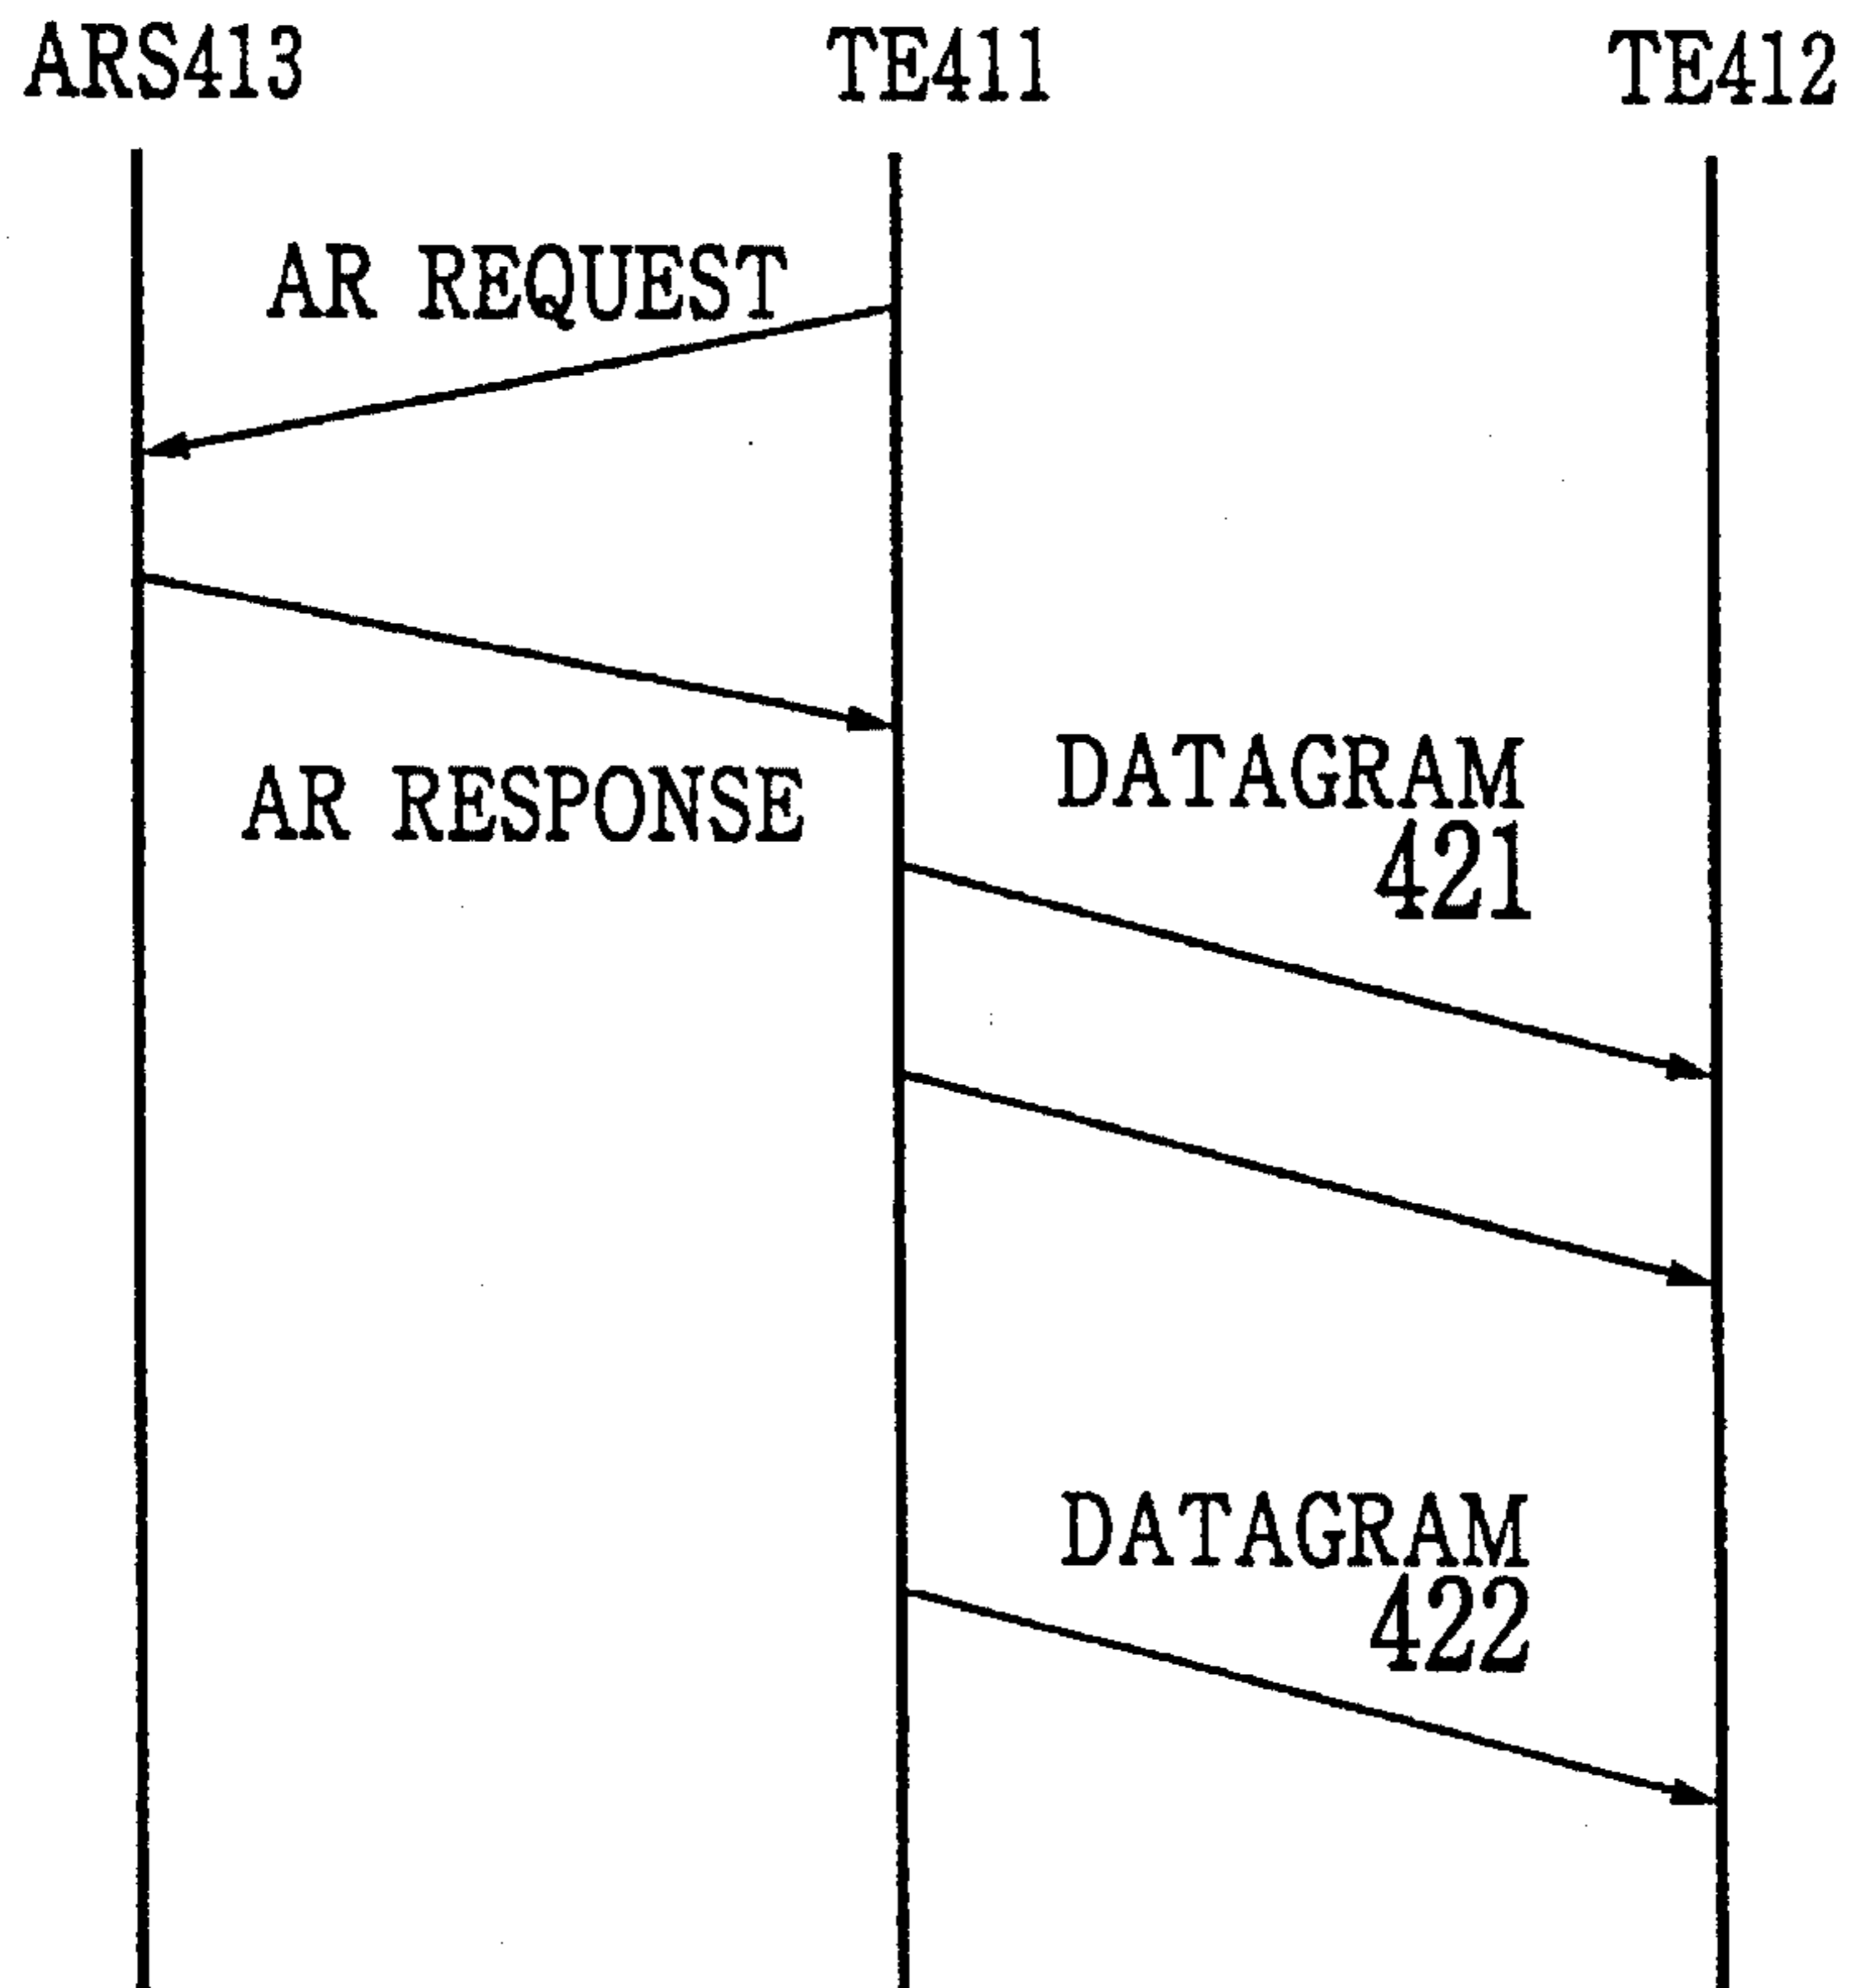 ARS413 TE411 TE412
AR REQUEST
AR RESPONSE
DATAGRAM
421
DATAGRAM
422